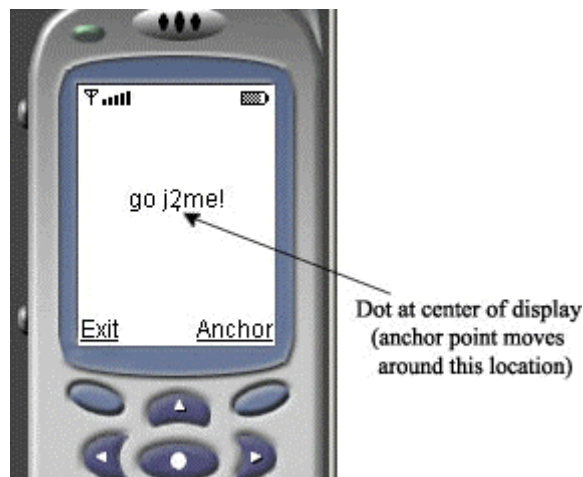 go j2me!
Exit Anchor
Dot at center of display
(anchor point moves
around this location)